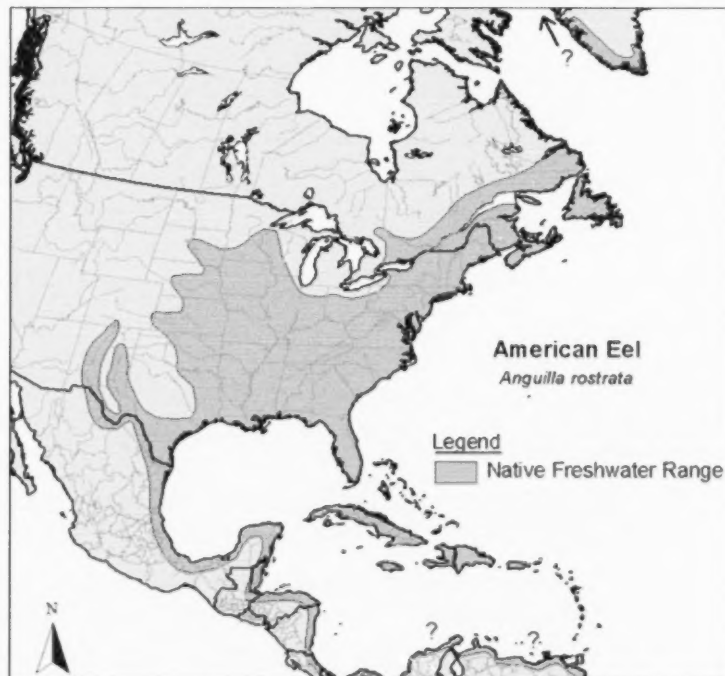 ?
American Eel
Anguilla rostrata
Legend
Native Freshwater Range
N
?
?